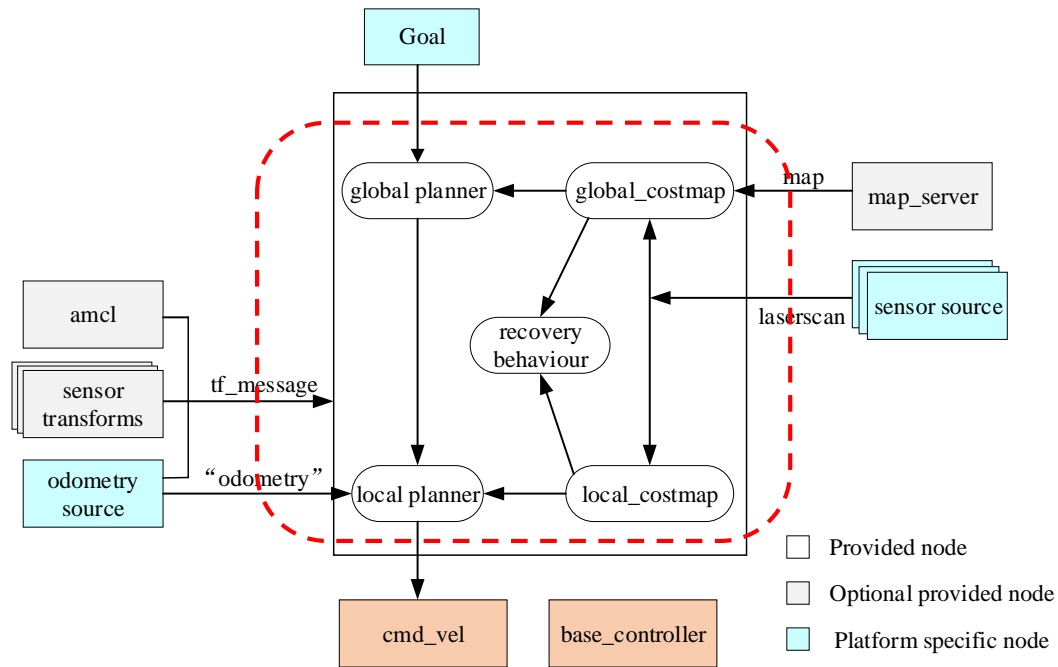 Goal
global planner
global_costmap
map
map_server
sensor source
laserscan
amcl
recovery
behaviour
sensor
transforms
tf_message
odometry
source
“odometry”
local planner
local_costmap
Provided node
Optional provided node
Platform specific node
cmd_vel
base_controller